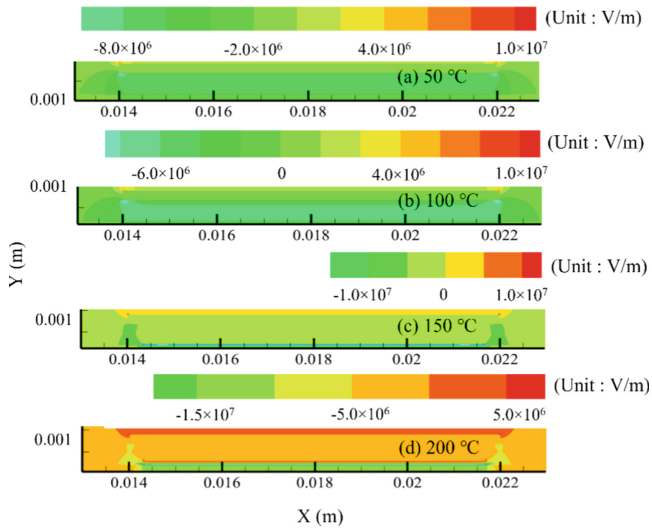 (Unit : V/m)
-8.0×10⁶ -2.0×10⁶ 4.0×10⁶ 1.0×10⁷
(a) 50 ℃
0.001
0.014 0.016 0.018 0.02 0.022
(Unit : V/m)
-6.0×10⁶ 0 4.0×10⁶ 1.0×10⁷
0.001
(b) 100 ℃
0.014 0.016 0.018 0.02 0.022
Y (m)
(Unit : V/m)
-1.0×10⁷ 0 1.0×10⁷
0.001
(c) 150 ℃
0.014 0.016 0.018 0.02 0.022
(Unit : V/m)
-1.5×10⁷ -5.0×10⁶ 5.0×10⁶
0.001
(d) 200 ℃
0.014 0.016 0.018 0.02 0.022
X (m)